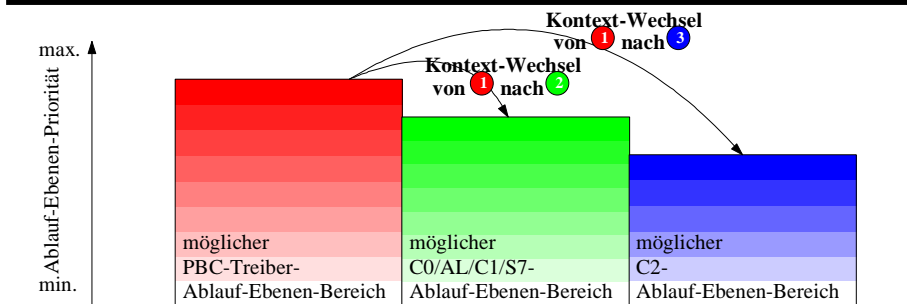 Kontext-Wechsel
von 1 nach 3
Kontext-Wechsel
von 1 nach 2
max.
Ablauf-Ebenen-Priorität
min.
möglicher
PBC-Treiber-
Ablauf-Ebenen-Bereich
möglicher
C0/AL/C1/S7-
Ablauf-Ebenen-Bereich
möglicher
C2-
Ablauf-Ebenen-Bereich